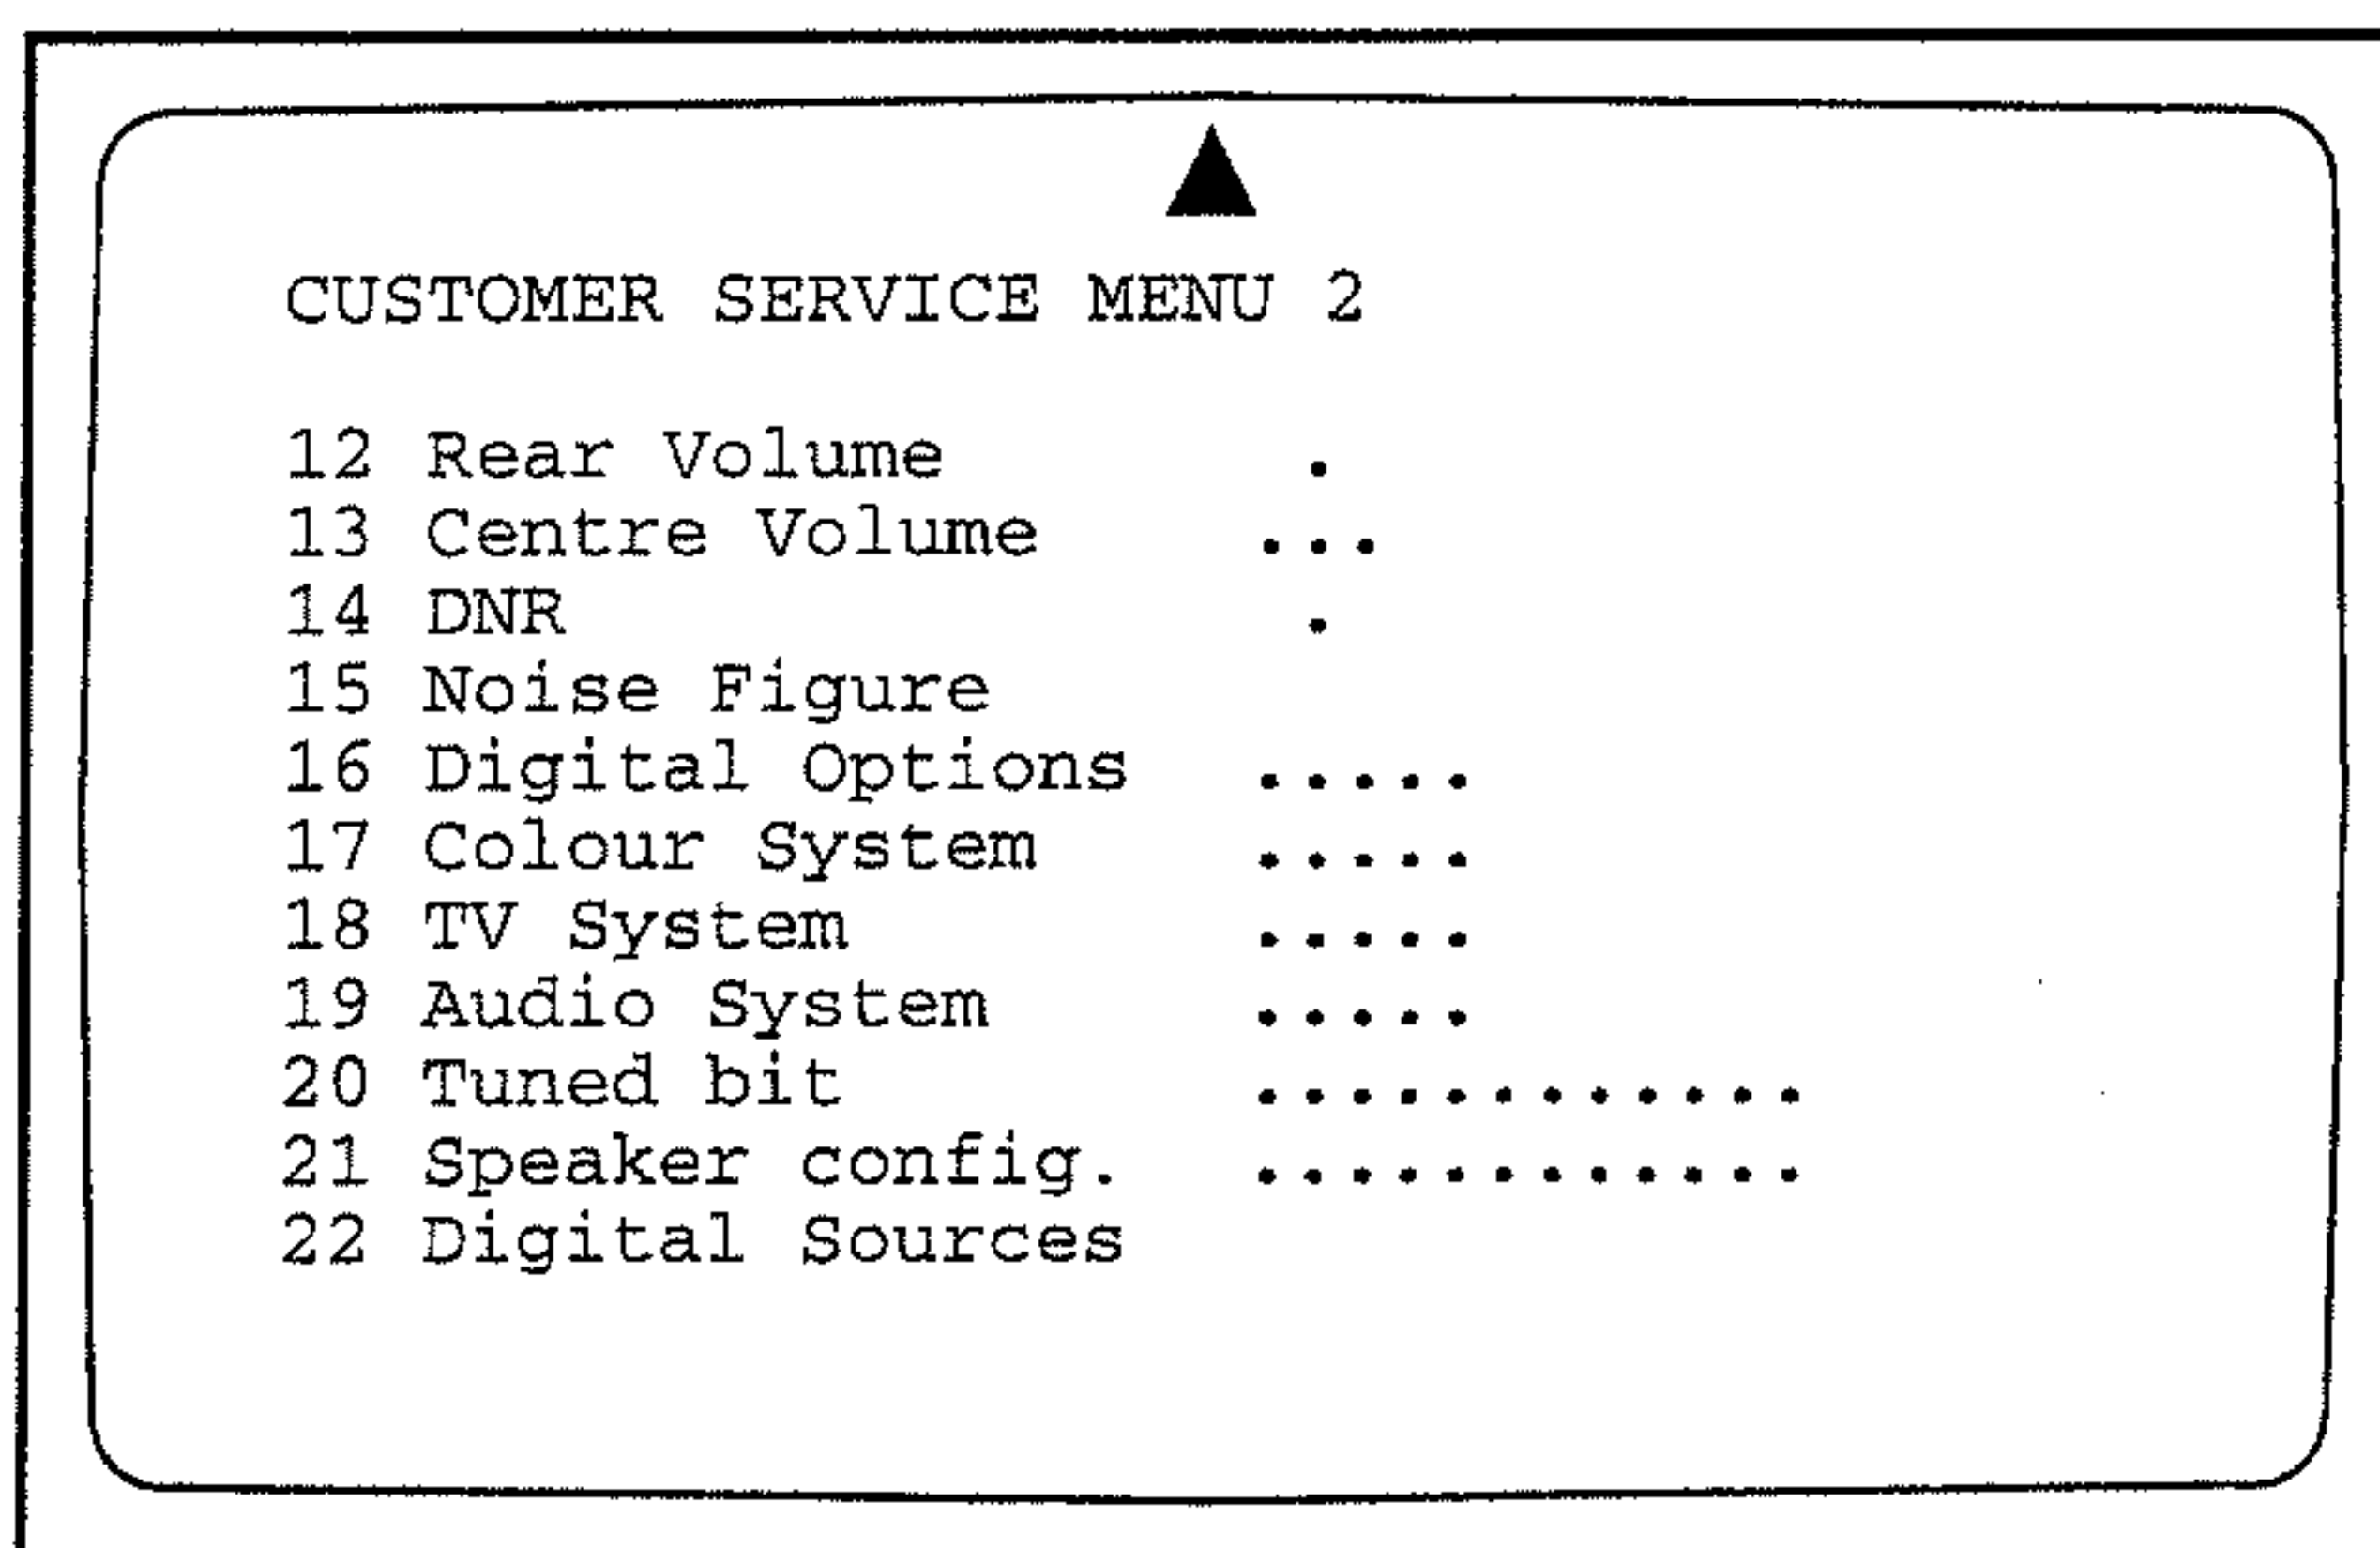 CUSTOMER SERVICE MENU 2
12 Rear Volume .
13 Centre Volume ...
14 DNR .
15 Noise Figure
16 Digital Options .....
17 Colour System .....
18 TV System .....
19 Audio System .....
20 Tuned bit ............
21 Speaker config. ............
22 Digital Sources